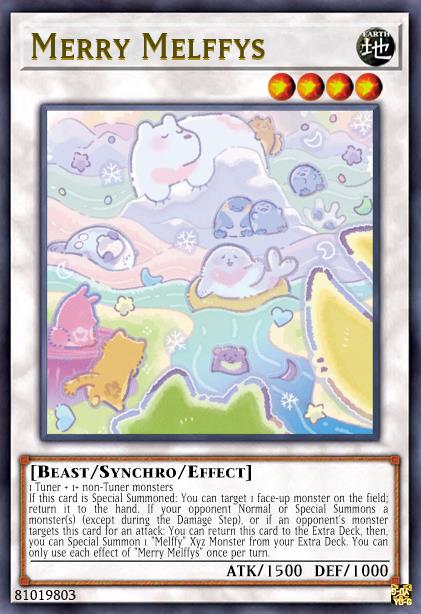 MERRY MELFFYS
EARTH
地
[BEAST/SYNCHRO/EFFECT]
1 Tuner + 1+ non-Tuner monsters
If this card is Special Summoned: You can target 1 face-up monster on the field;
return it to the hand. If your opponent Normal or Special Summons a
monster(s) (except during the Damage Step), or if an opponent's monster
targets this card for an attack: You can return this card to the Extra Deck, then,
you can Special Summon 1 "Melffy" Xyz Monster from your Extra Deck. You can
only use each effect of "Merry Melffys" once per turn.
ATK/1500 DEF/1000
81019803